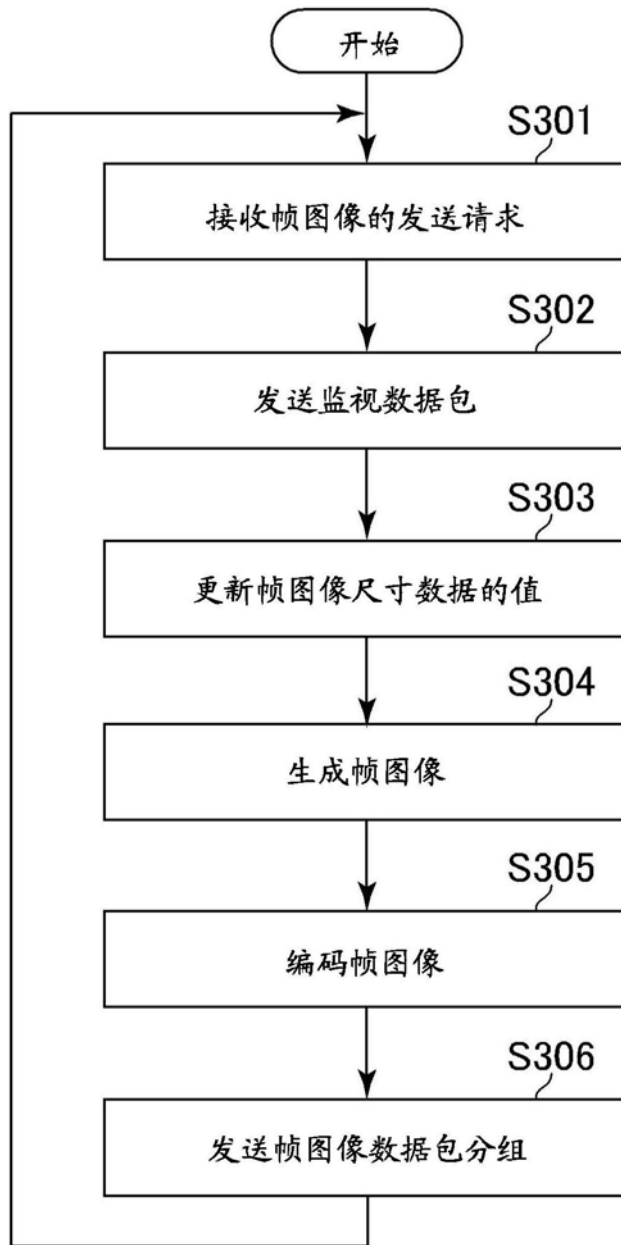 开始
S301
接收帧图像的发送请求
S302
发送监视数据包
S303
更新帧图像尺寸数据的值
S304
生成帧图像
S305
编码帧图像
S306
发送帧图像数据包分组